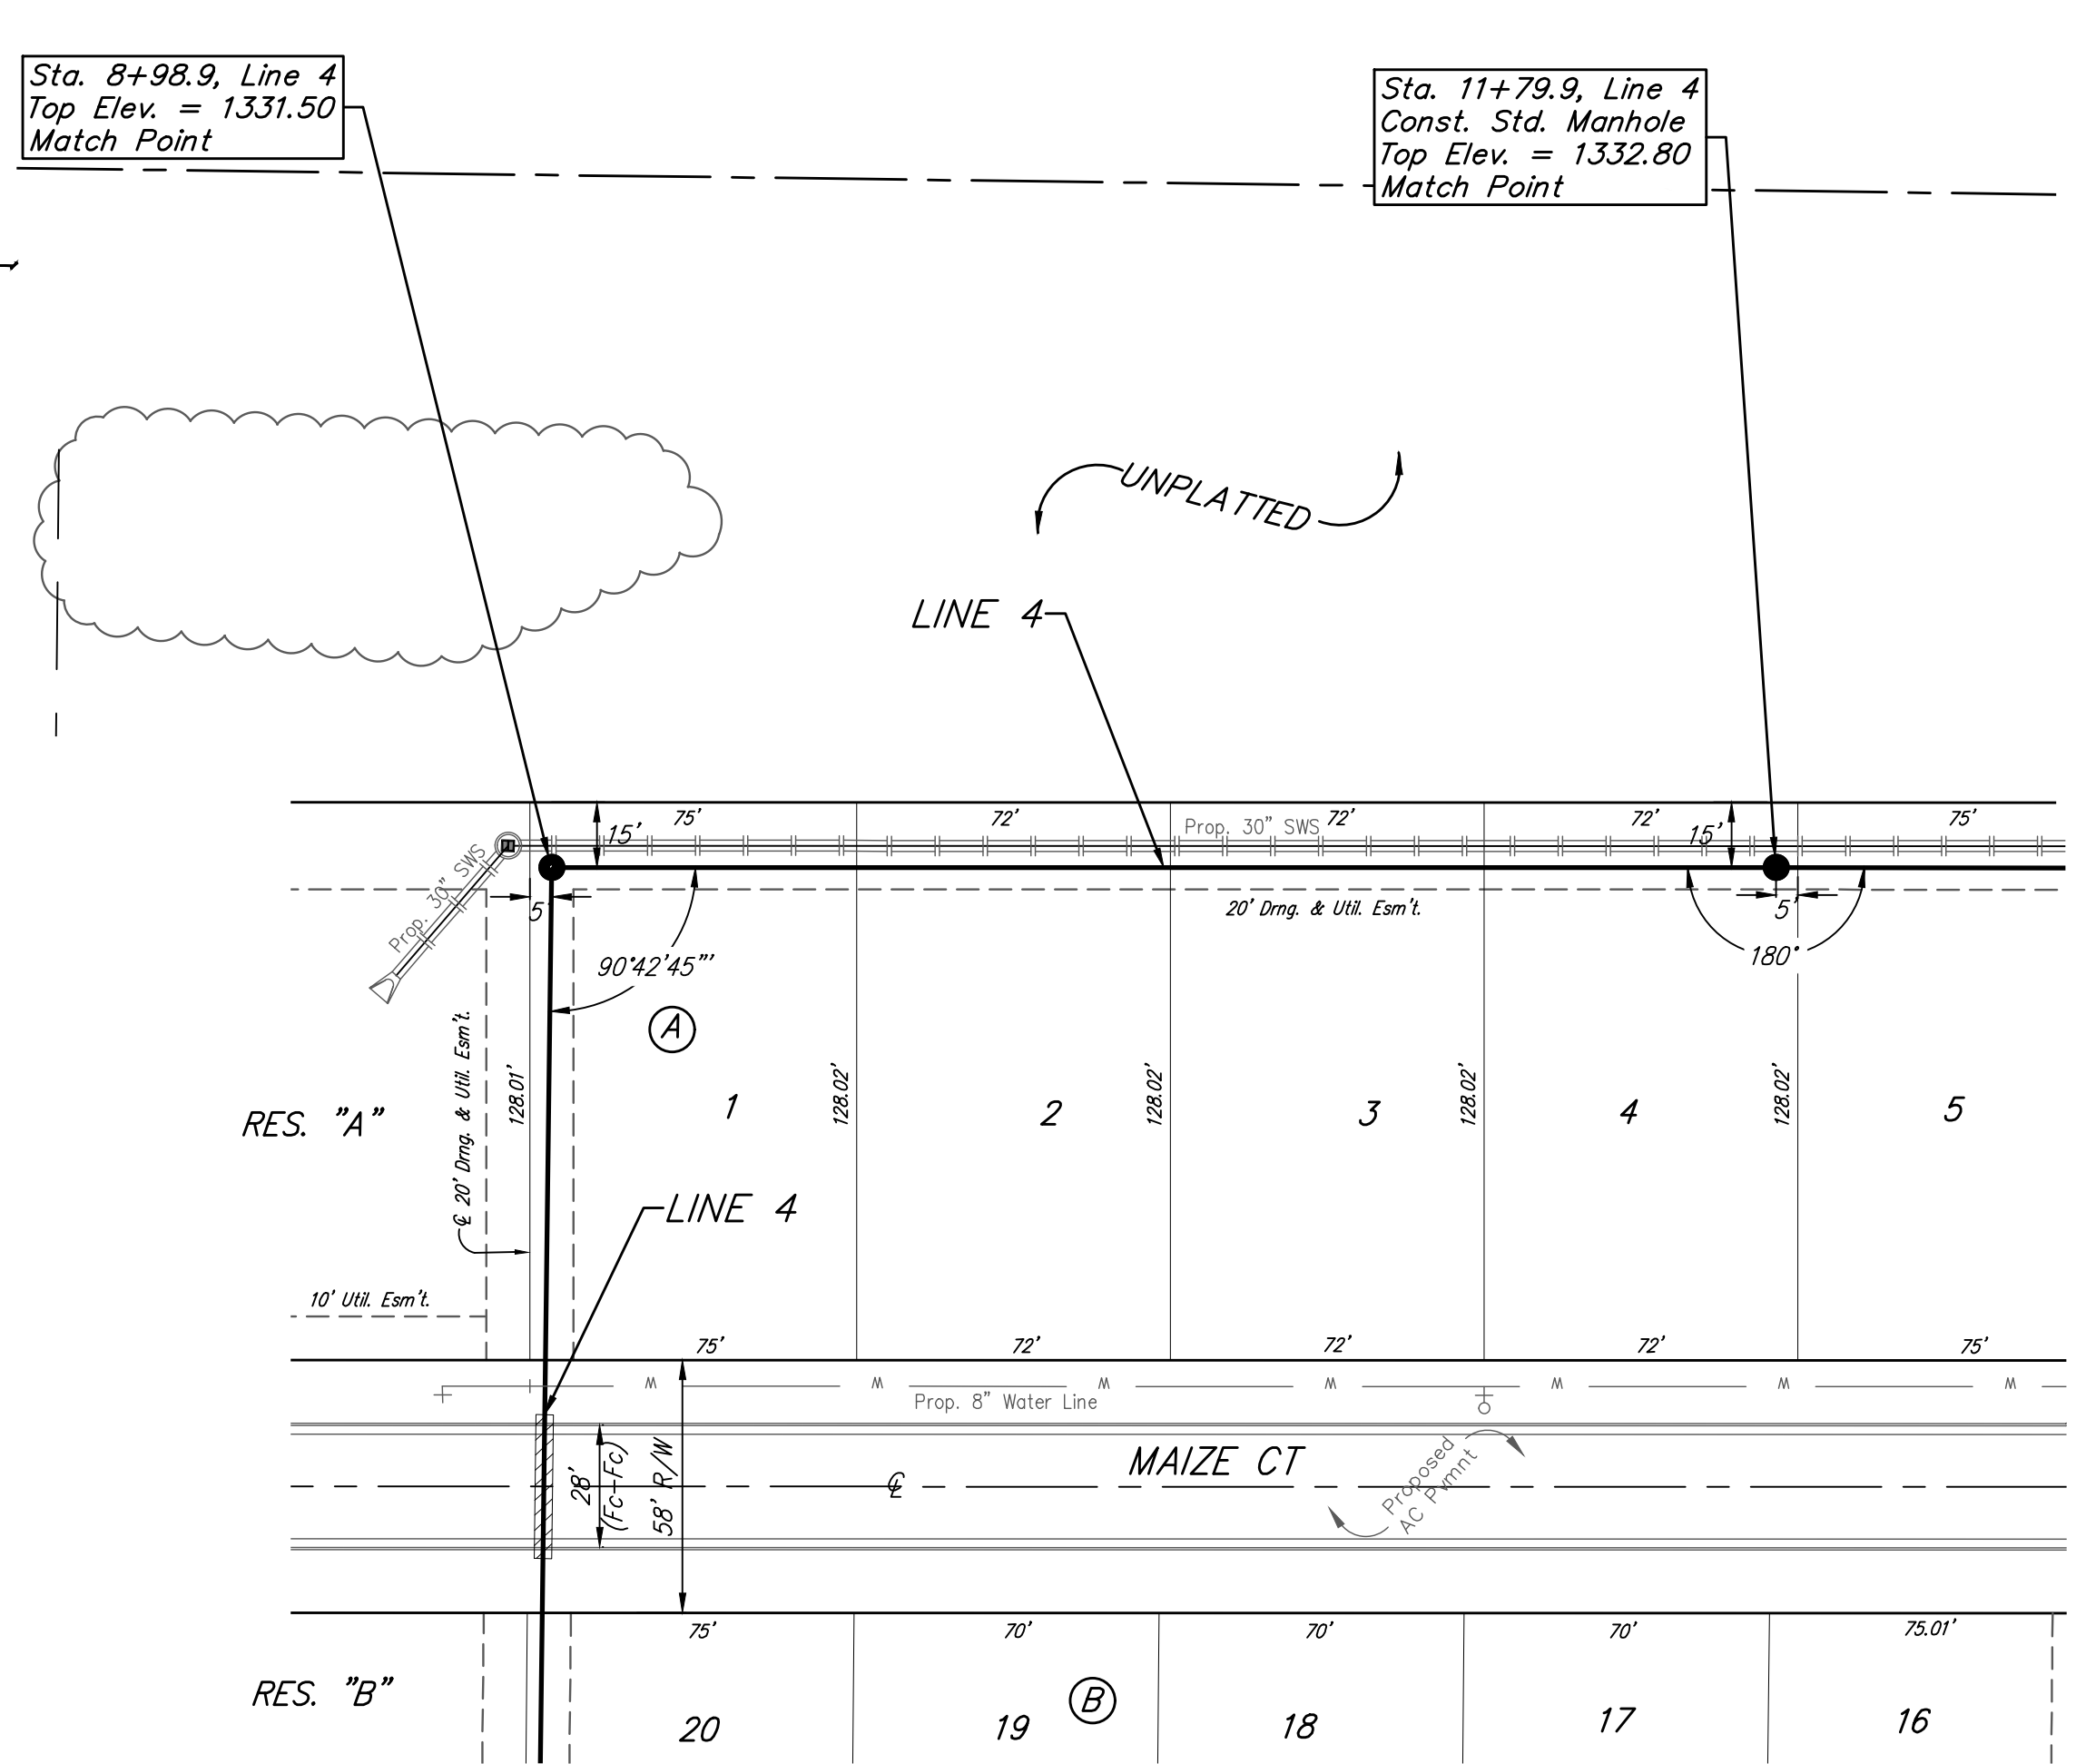 Sta. 8+98.9, Line 4
Top Elev. = 1331.50
Match Point
Sta. 11+79.9, Line 4
Const. Std. Manhole
Top Elev. = 1332.80
Match Point
UNPLATTED
LINE 4
75'
72'
72'
72'
75'
15'
Prop. 30" SWS
15'
Prop. 30" SWS
5'
20' Drng. & Util. Esm't.
5'
90°42'45"'
180°
A
℄ 20' Drng. & Util. Esm't.
128.01'
128.02'
128.02'
128.02'
128.02'
RES. "A"
1
2
3
4
5
LINE 4
10' Util. Esm't.
75'
72'
72'
72'
75'
W
W
W
W
W
W
W
Prop. 8" Water Line
28'
(Fc-Fc)
58' R/W
℄
MAIZE CT
Proposed
AC Pvmnt
75'
70'
70'
70'
75.01'
RES. "B"
B
20
19
18
17
16